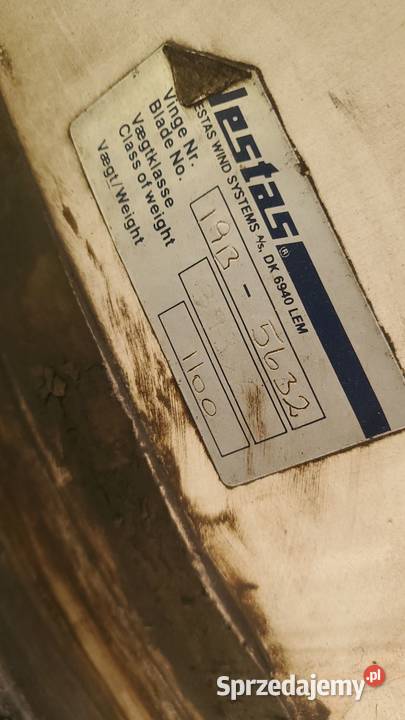 Vestas®
VESTAS WIND SYSTEMS A/S, DK 6940 LEM
Vinge Nr.
Blade No. 19B - 5632
Vægtklasse
Class of weight
Vægt/Weight 1100
Sprzedajemy.pl